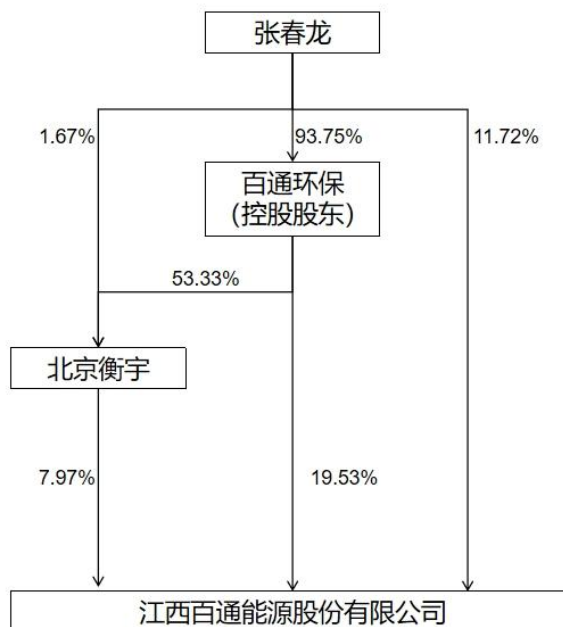 张春龙
1.67%
93.75%
11.72%
百通环保
(控股股东)
53.33%
北京衡宇
7.97%
19.53%
江西百通能源股份有限公司